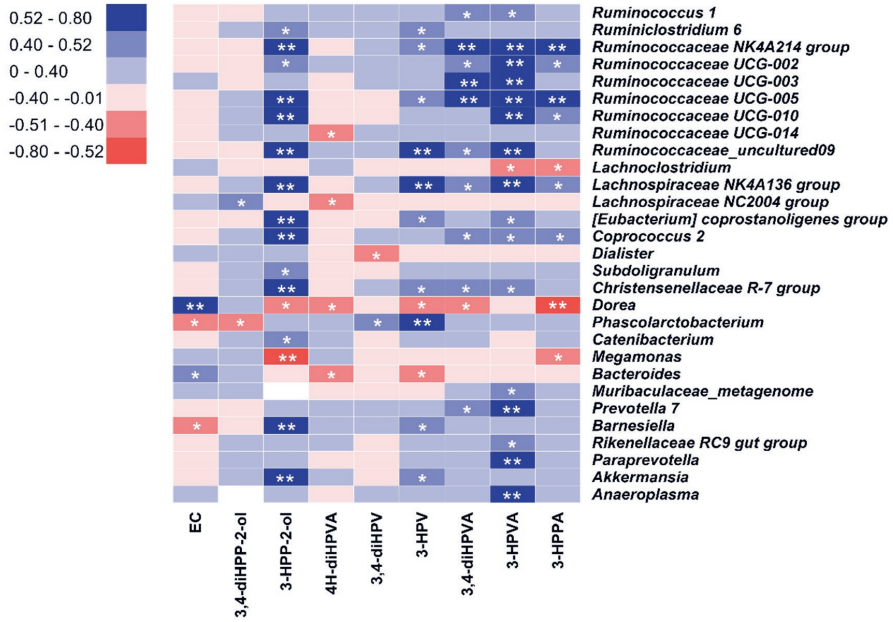 0.52 - 0.80
0.40 - 0.52
0 - 0.40
-0.40 - -0.01
-0.51 - -0.40
-0.80 - -0.52
* * Ruminococcus 1
* * Ruminiclostridium 6
** * ** ** ** Ruminococcaceae NK4A214 group
* * ** * Ruminococcaceae UCG-002
** ** Ruminococcaceae UCG-003
** * ** ** ** Ruminococcaceae UCG-005
** ** * Ruminococcaceae UCG-010
* Ruminococcaceae UCG-014
** ** * ** Ruminococcaceae_uncultured09
* * Lachnoclostridium
** ** * ** * Lachnospiraceae NK4A136 group
* * Lachnospiraceae NC2004 group
** * * [Eubacterium] coprostanoligenes group
** * * * Coprococcus 2
* Dialister
* Subdoligranulum
** * * * Christensenellaceae R-7 group
** * * * * ** Dorea
* * * ** Phascolarctobacterium
* Catenibacterium
** * Megamonas
* * * Bacteroides
* Muribaculaceae_metagenome
* ** Prevotella 7
* ** * Barnesiella
* Rikenellaceae RC9 gut group
** Paraprevotella
** * Akkermansia
** Anaeroplasma
EC
3,4-diHPP-2-ol
3-HPP-2-ol
4H-diHPVA
3,4-diHPV
3-HPV
3,4-diHPVA
3-HPVA
3-HPPA